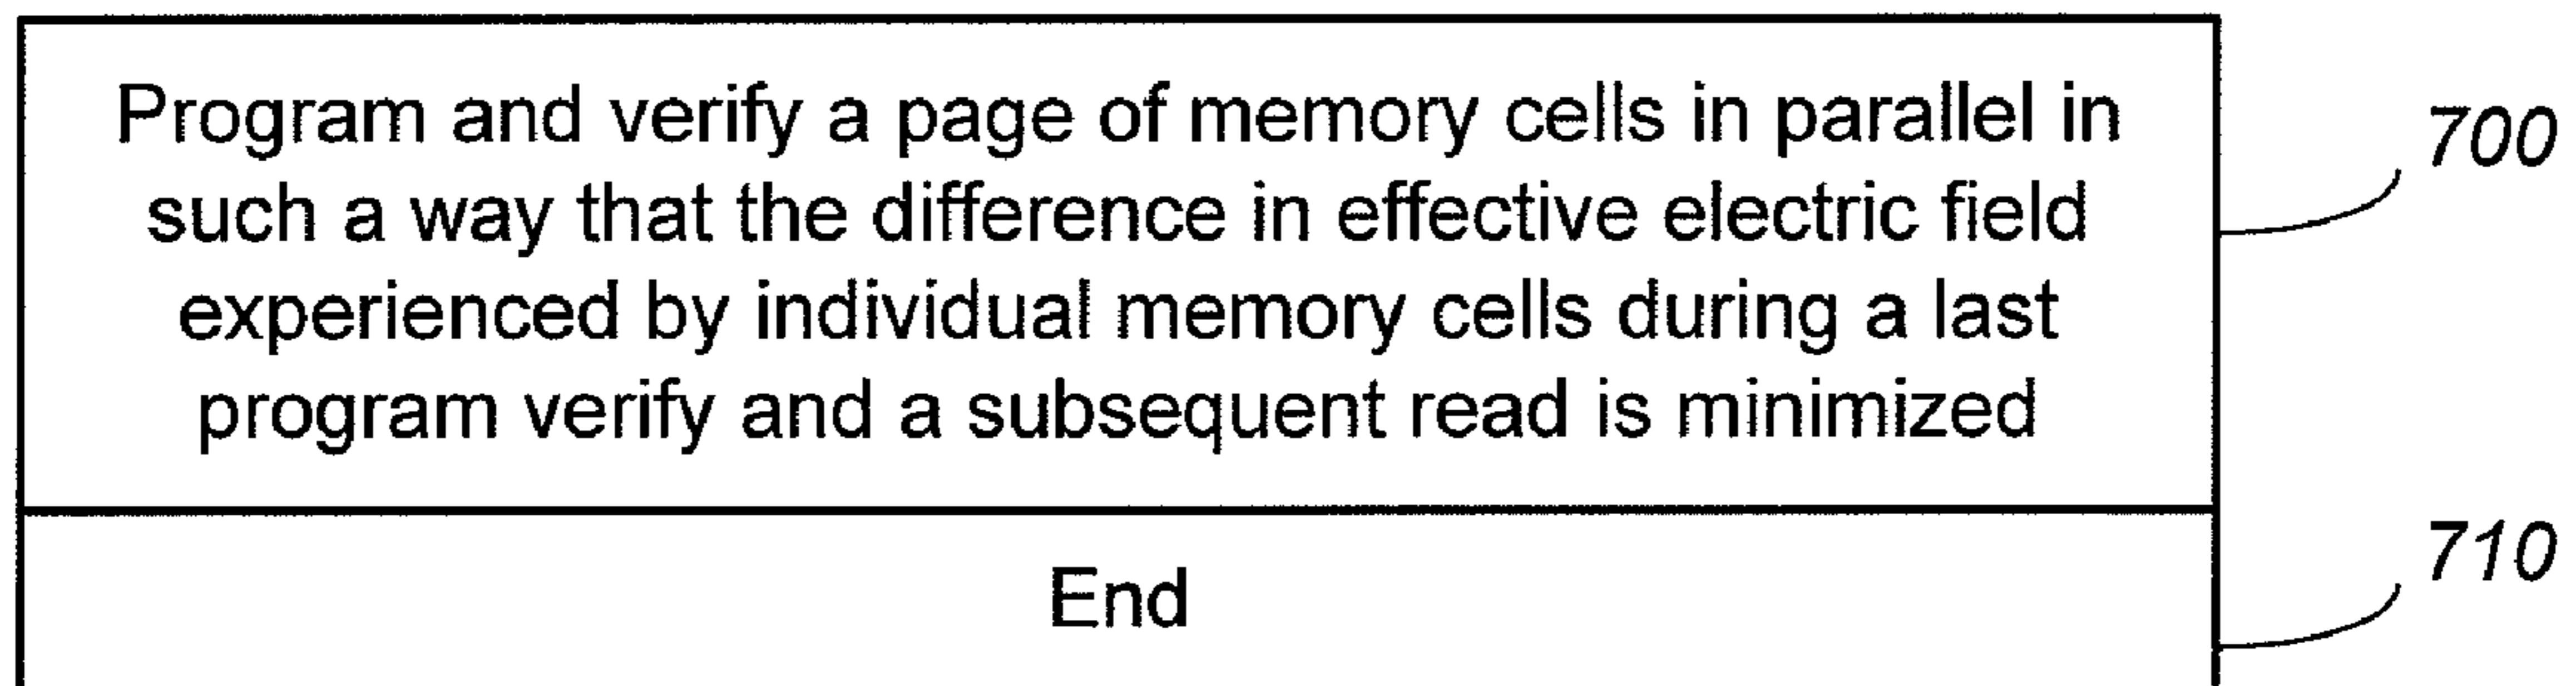 Program and verify a page of memory cells in parallel in
such a way that the difference in effective electric field
experienced by individual memory cells during a last
program verify and a subsequent read is minimized
700
End
710